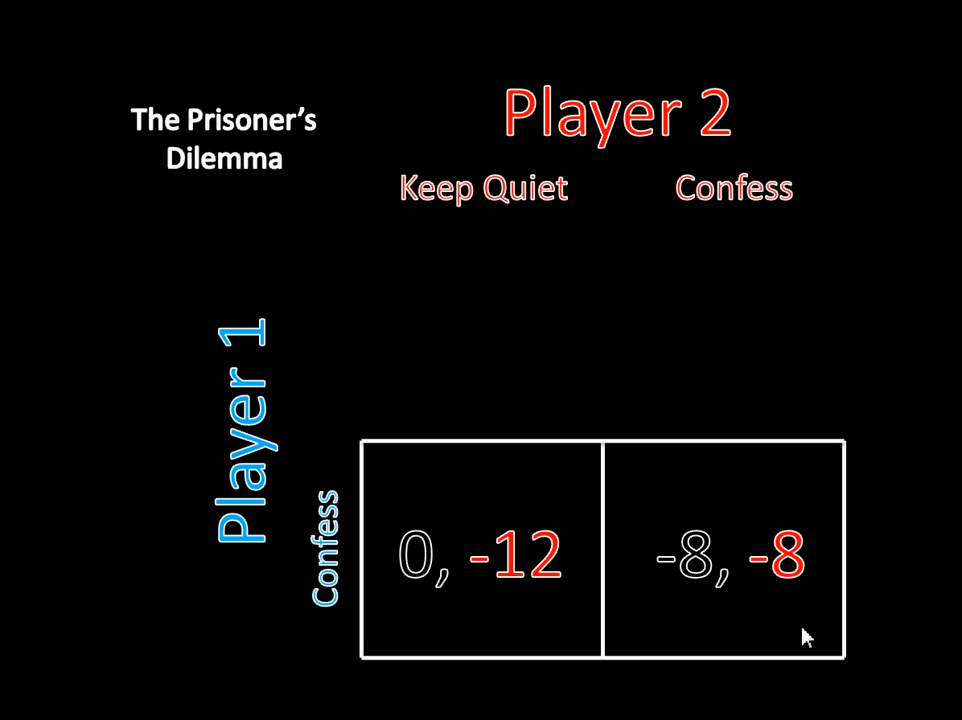 The Prisoner’s
Dilemma
Player 2
Keep Quiet
Confess
Player 1
Confess
0, -12
-8, -8